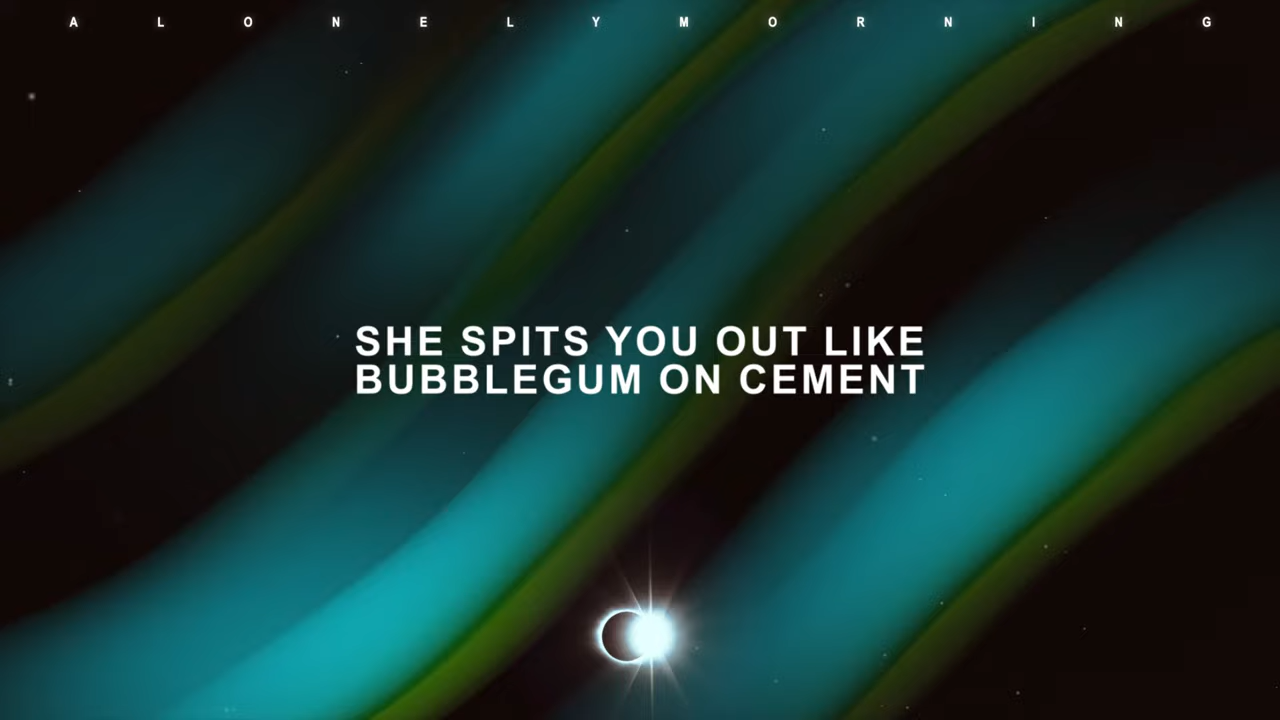 A L O N E L Y M O R N I N G
SHE SPITS YOU OUT LIKE
BUBBLEGUM ON CEMENT